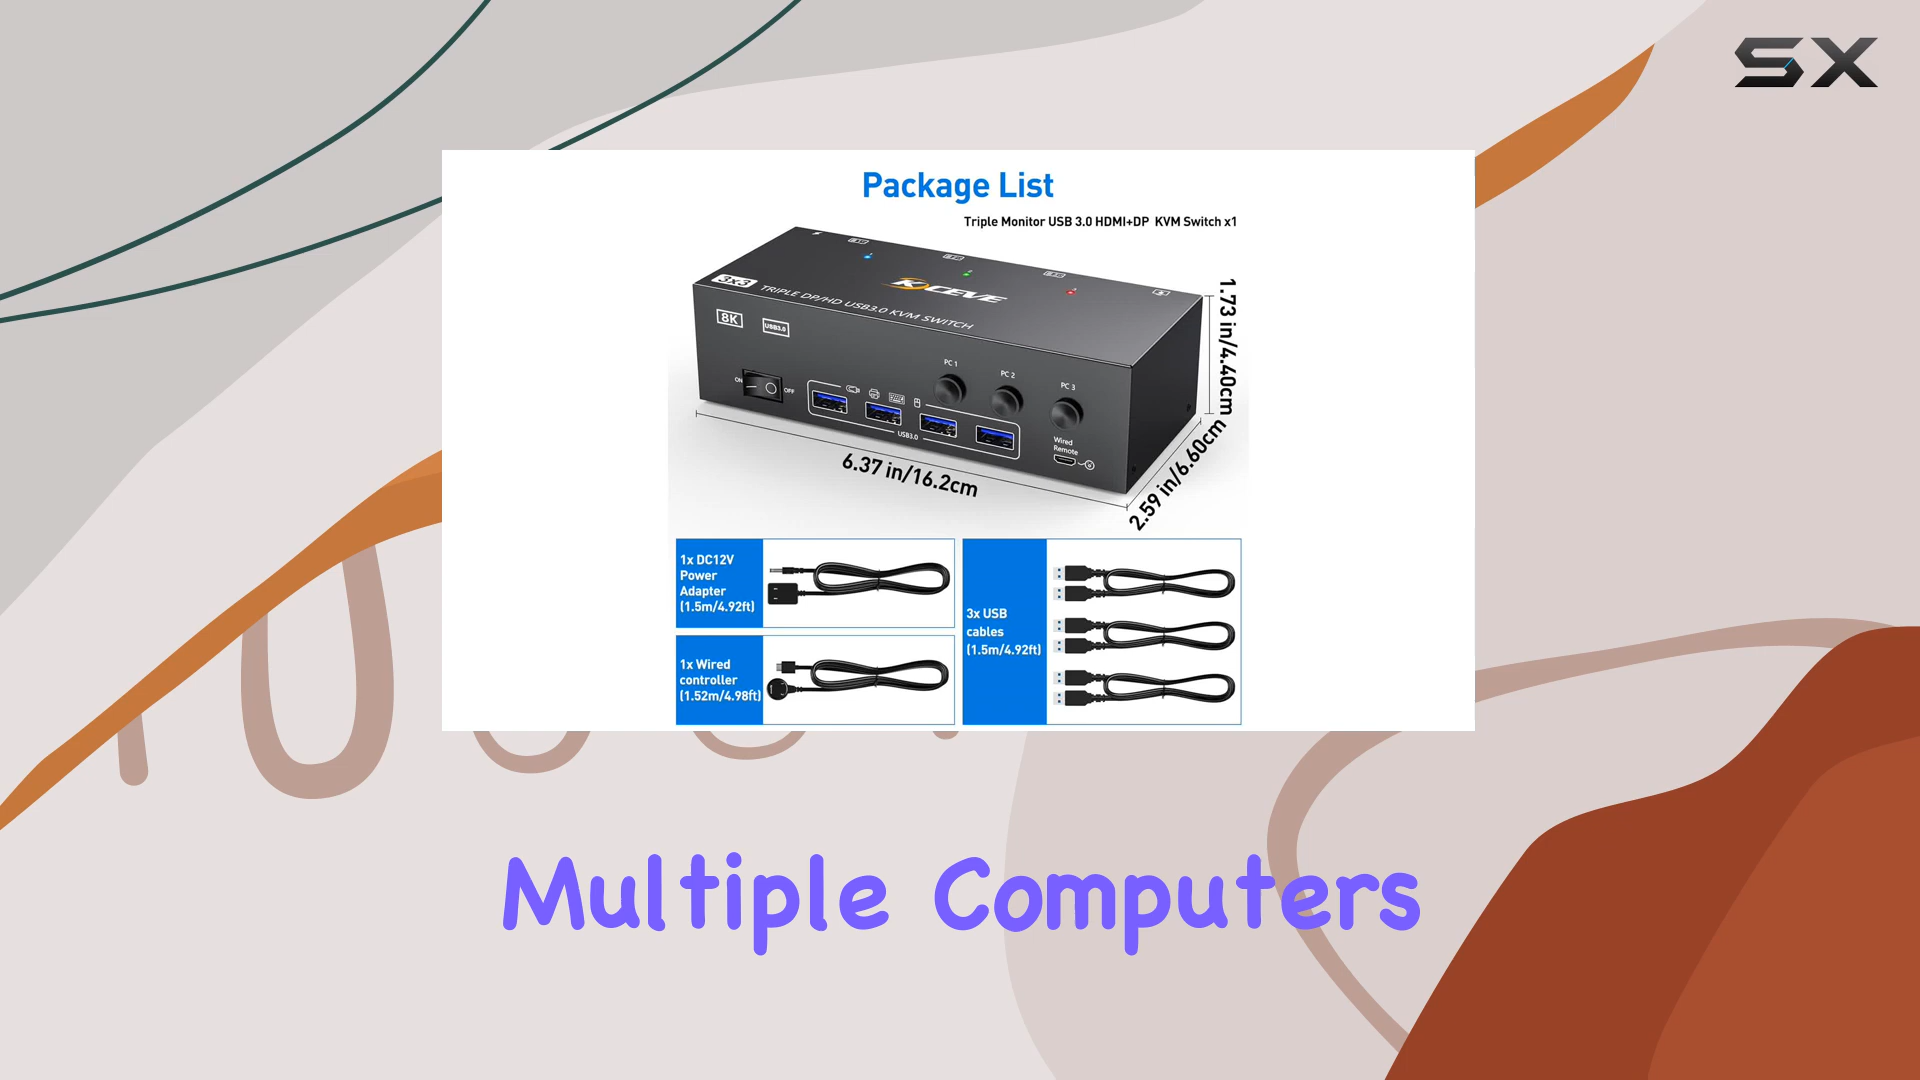 SX
Package List
Triple Monitor USB 3.0 HDMI+DP KVM Switch x1
3x3
TRIPLE DP/HD USB3.0 KVM SWITCH
KCEVE
8K
USB3.0
ON
OFF
PC 1
PC 2
PC 3
USB3.0
Wired
Remote
1.73 in/4.40cm
2.59 in/6.60cm
6.37 in/16.2cm
1x DC12V
Power
Adapter
(1.5m/4.92ft)
1x Wired
controller
(1.52m/4.98ft)
3x USB
cables
(1.5m/4.92ft)
Multiple Computers